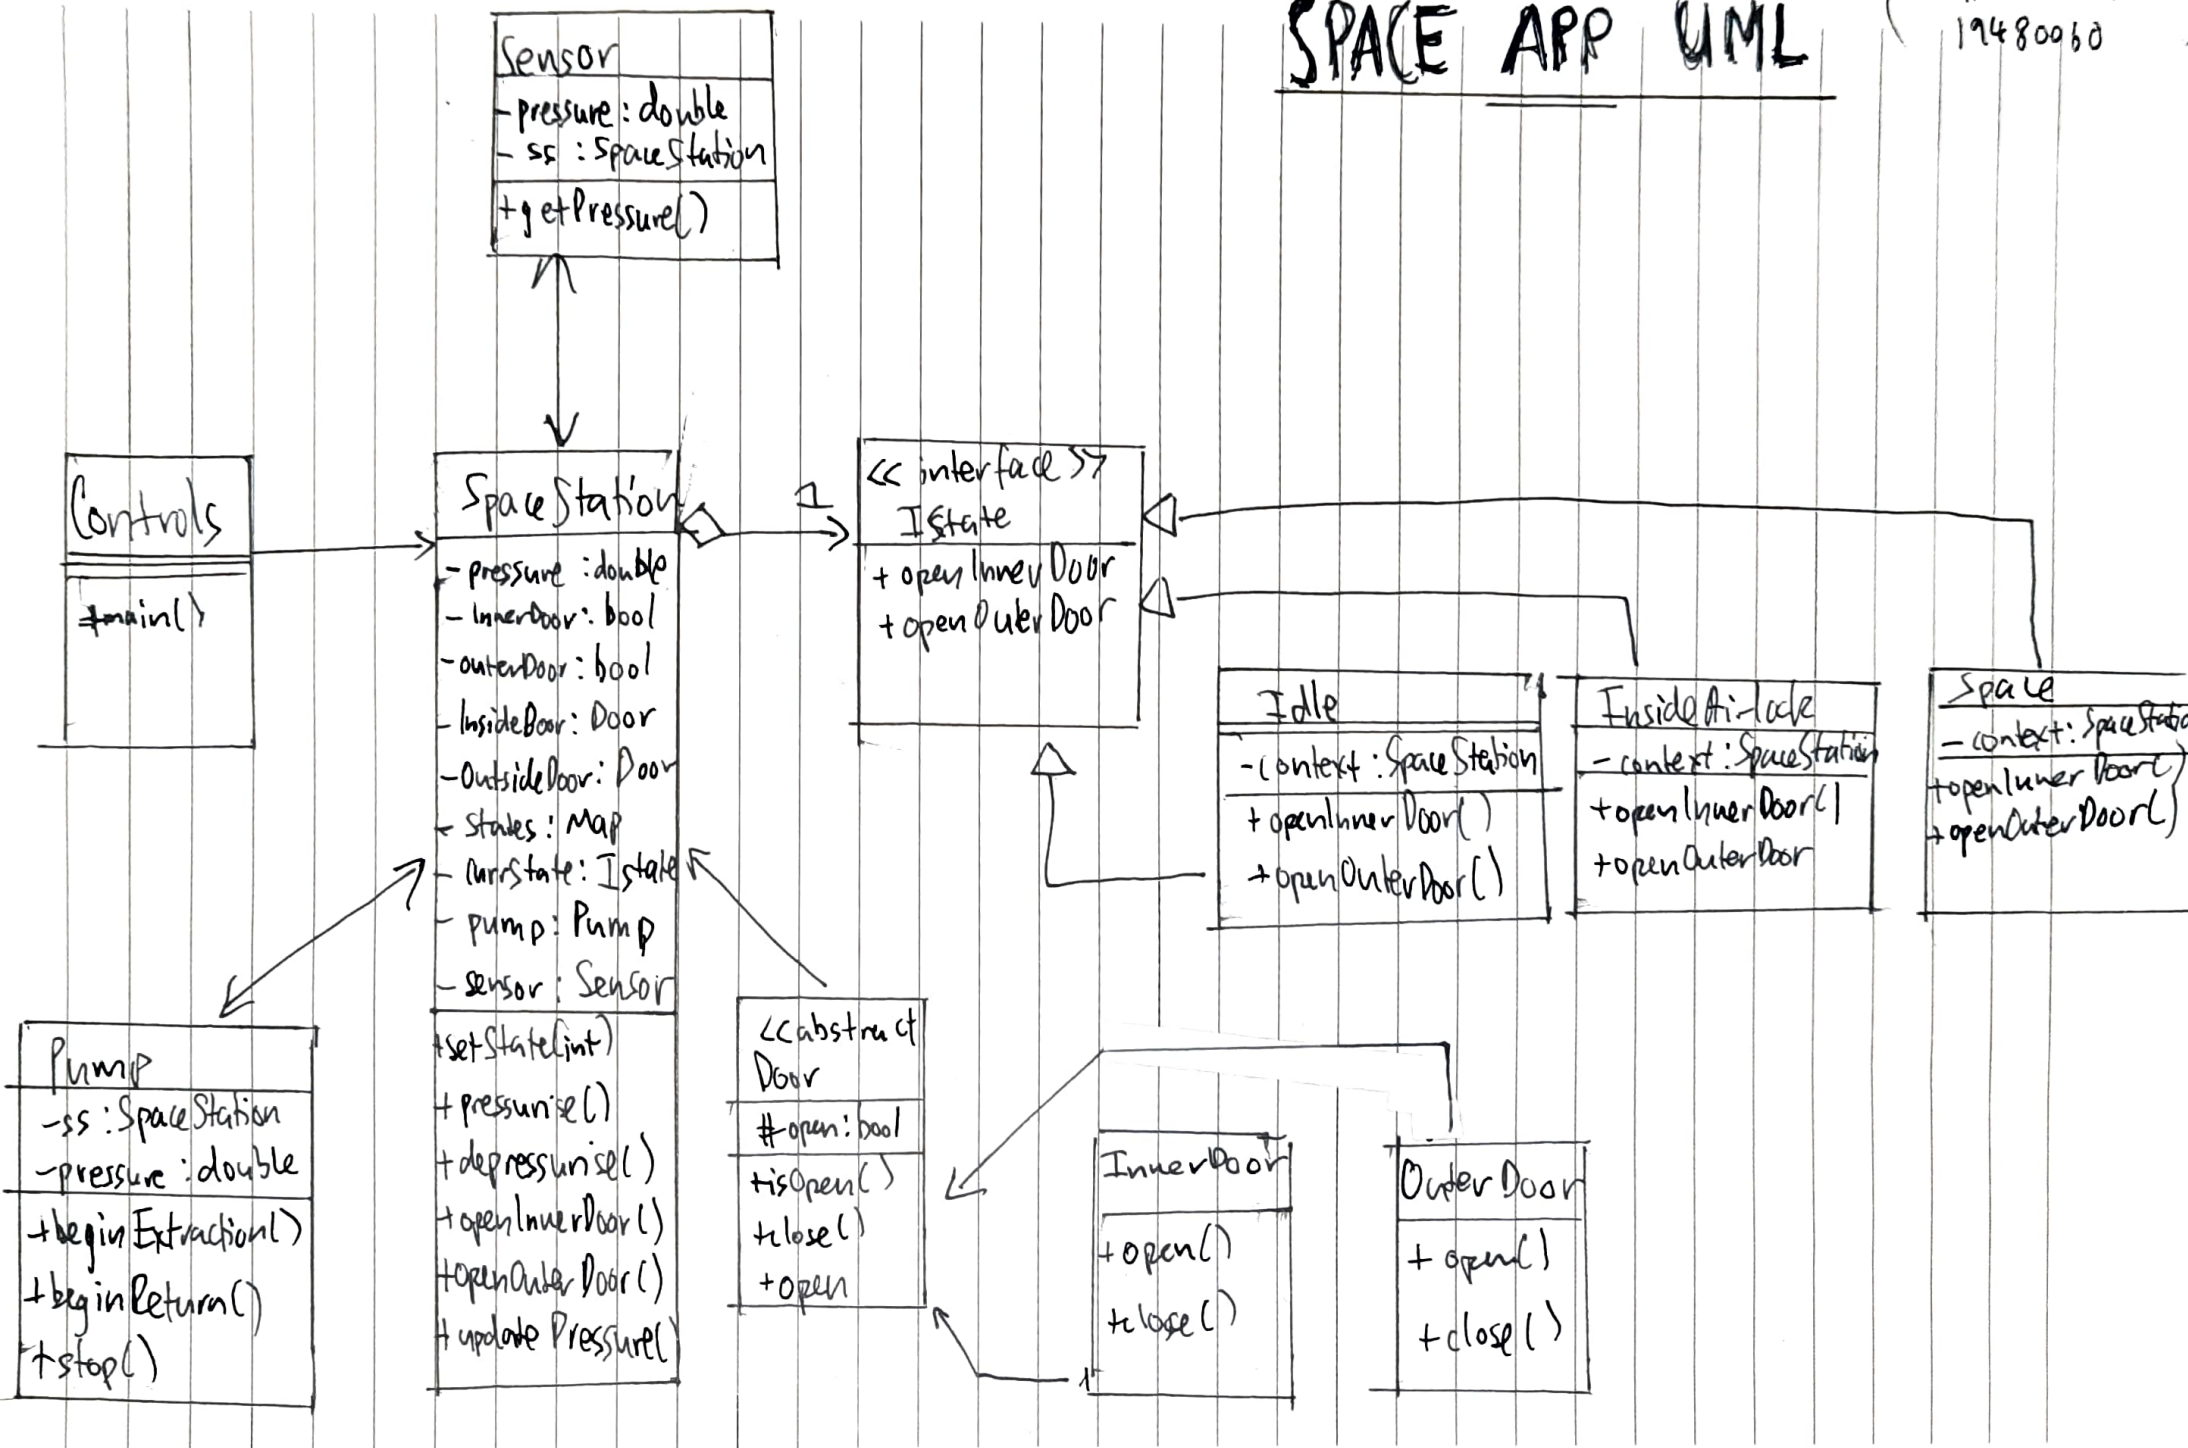 SPACE APP UML
19480060
Sensor
- pressure : double
- ss : SpaceStation
+getPressure()
Controls
+main()
SpaceStation
- pressure : double
- InnerDoor : bool
- outerDoor : bool
- InsideDoor : Door
- OutsideDoor : Door
- States : Map
- CurrState : Istate
- pump : Pump
- sensor : Sensor
+setState(int)
+ pressurise()
+ depressurise()
+openInnerDoor()
+openOuterDoor()
+ updatePressure()
1
<< interface >>
IState
+ openInnerDoor
+ openOuterDoor
Idle
- context : SpaceStation
+ openInnerDoor()
+ openOuterDoor()
InsideAirlock
- context : SpaceStation
+openInnerDoor()
+openOuterDoor
Space
- context : SpaceStatio
+openInnerDoor()
+openOuterDoor()
Pump
-ss : SpaceStation
-pressure : double
+beginExtraction()
+beginReturn()
+stop()
<<abstract
Door
# open : bool
+isOpen()
+close()
+open
InnerDoor
+open()
+close()
OuterDoor
+ open()
+close()